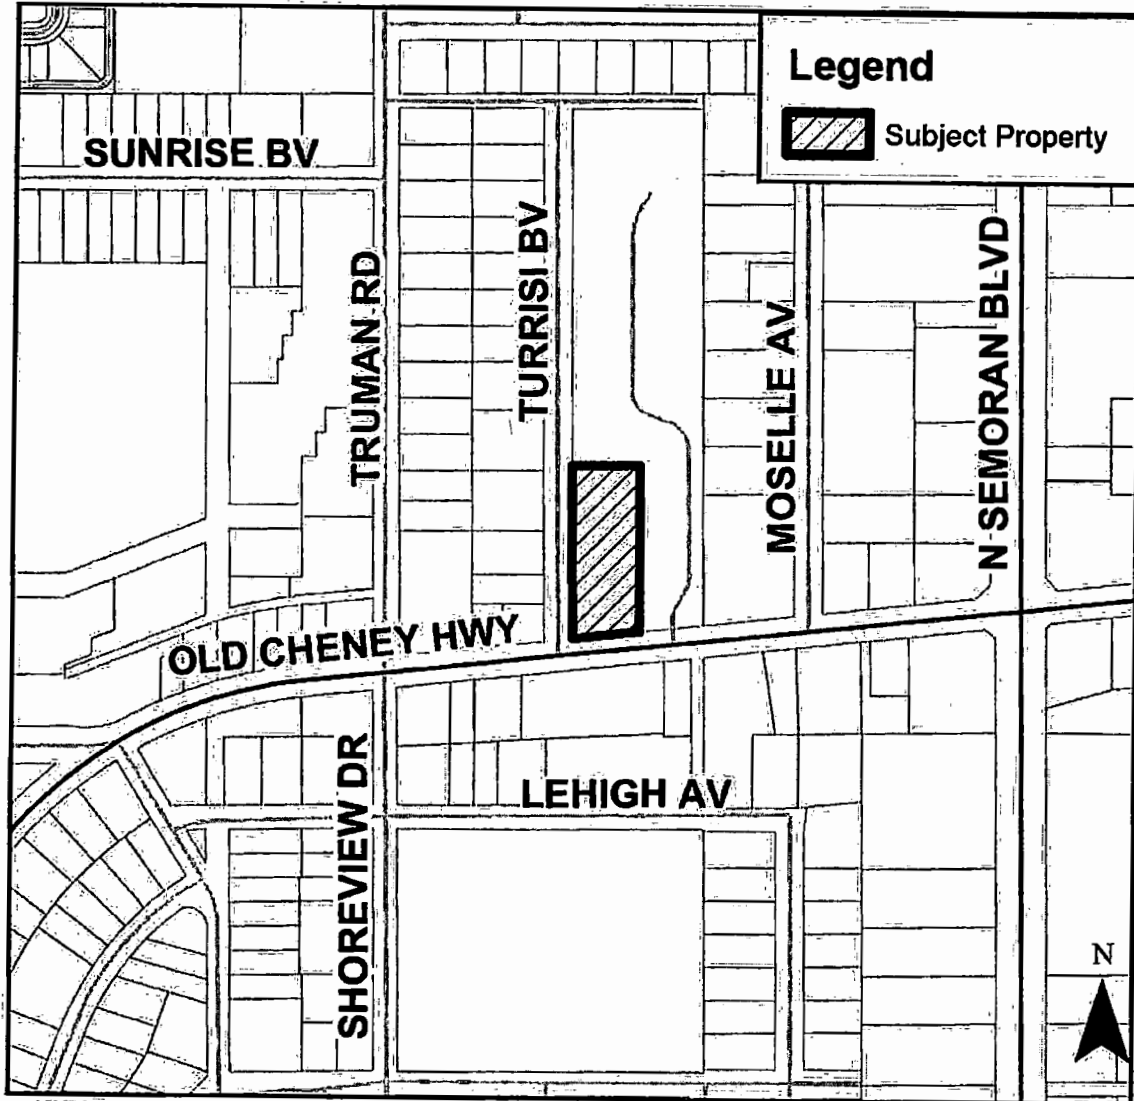 Legend
Subject Property
SUNRISE BV
TRUMAN RD
TURRISI BV
MOSELLE AV
N SEMORAN BLVD
OLD CHENEY HWY
SHOREVIEW DR
LEHIGH AV
N